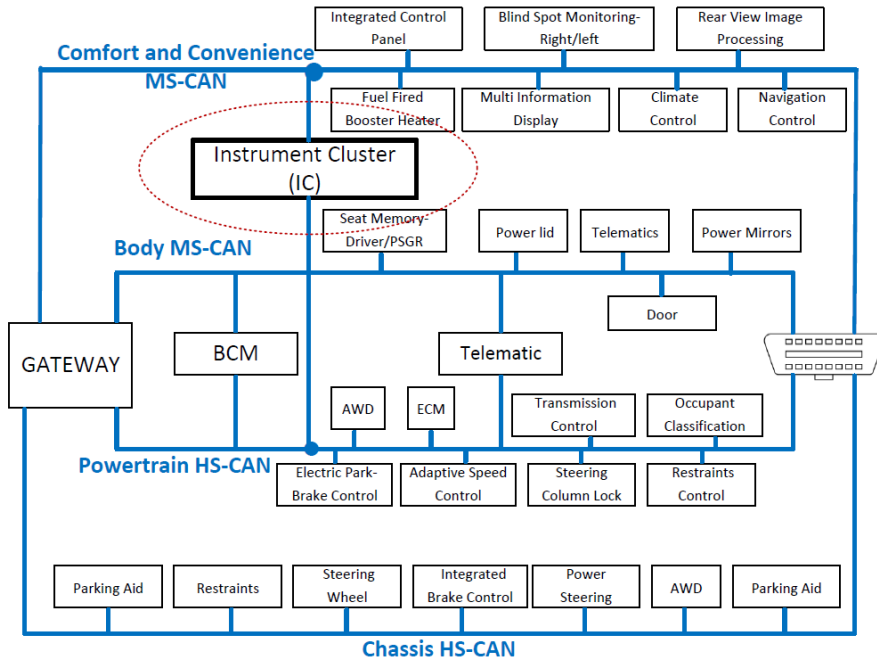 Integrated Control
Panel
Blind Spot Monitoring-
Right/left
Rear View Image
Processing
Comfort and Convenience
MS-CAN
Fuel Fired
Booster Heater
Multi Information
Display
Climate
Control
Navigation
Control
Instrument Cluster
(IC)
Seat Memory-
Driver/PSGR
Power lid
Telematics
Power Mirrors
Body MS-CAN
Door
GATEWAY
BCM
Telematic
AWD
ECM
Transmission
Control
Occupant
Classification
Powertrain HS-CAN
Electric Park-
Brake Control
Adaptive Speed
Control
Steering
Column Lock
Restraints
Control
Parking Aid
Restraints
Steering
Wheel
Integrated
Brake Control
Power
Steering
AWD
Parking Aid
Chassis HS-CAN